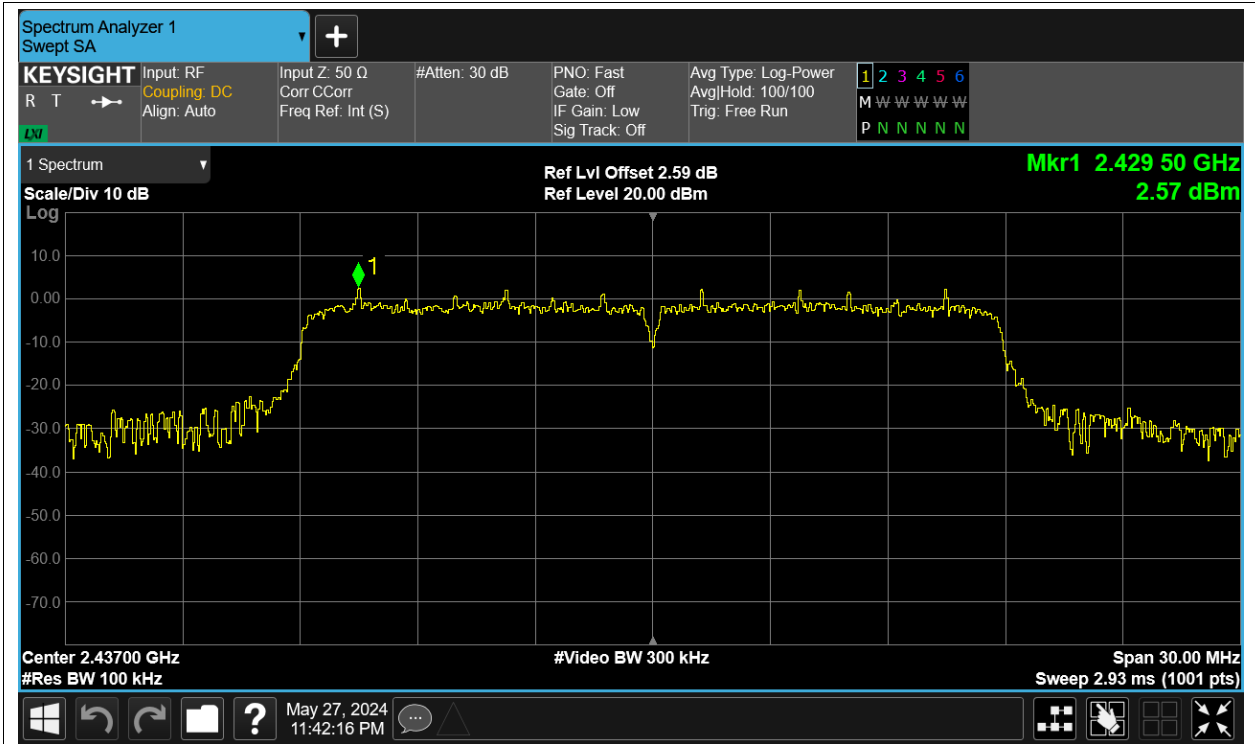 Spectrum Analyzer 1
Swept SA
KEYSIGHT
R T
LXI
Input: RF
Coupling: DC
Align: Auto
Input Z: 50 Ω
Corr CCorr
Freq Ref: Int (S)
#Atten: 30 dB
PNO: Fast
Gate: Off
IF Gain: Low
Sig Track: Off
Avg Type: Log-Power
Avg|Hold: 100/100
Trig: Free Run
1 2 3 4 5 6
M W W W W W
P N N N N N
1 Spectrum
Scale/Div 10 dB
Ref Lvl Offset 2.59 dB
Ref Level 20.00 dBm
Mkr1 2.429 50 GHz
2.57 dBm
Log
10.0
0.00
-10.0
-20.0
-30.0
-40.0
-50.0
-60.0
-70.0
1
Center 2.43700 GHz
#Video BW 300 kHz
Span 30.00 MHz
#Res BW 100 kHz
Sweep 2.93 ms (1001 pts)
?
May 27, 2024
11:42:16 PM